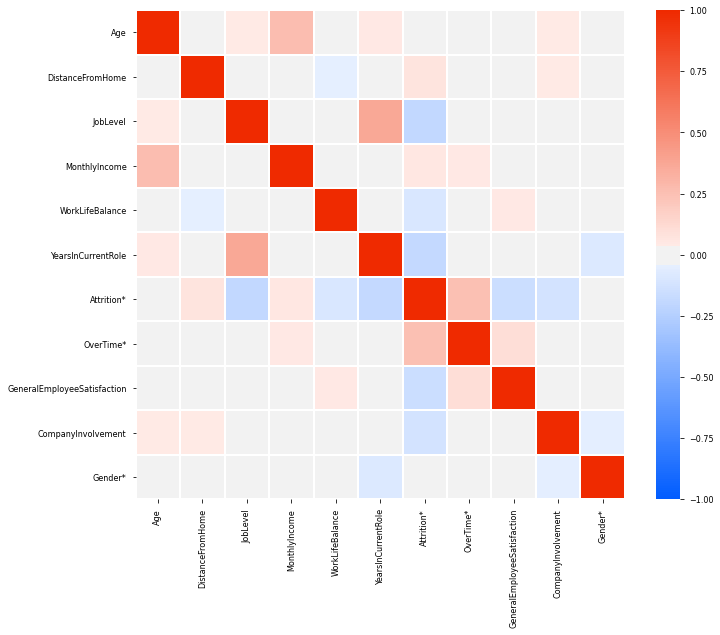 Age
DistanceFromHome
JobLevel
MonthlyIncome
WorkLifeBalance
YearsInCurrentRole
Attrition*
OverTime*
GeneralEmployeeSatisfaction
CompanyInvolvement
Gender*
Age
DistanceFromHome
JobLevel
MonthlyIncome
WorkLifeBalance
YearsInCurrentRole
Attrition*
OverTime*
GeneralEmployeeSatisfaction
CompanyInvolvement
Gender*
1.00
0.75
0.50
0.25
0.00
−0.25
−0.50
−0.75
−1.00